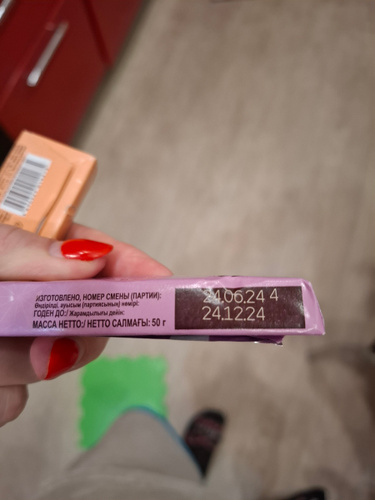 ИЗГОТОВЛЕНО, НОМЕР СМЕНЫ (ПАРТИИ):
Өндірілді, ауысым (партиясының) нөмірі:
ГОДЕН ДО:/ Жарамдылығы дейін:
МАССА НЕТТО:/ НЕТТО САЛМАҒЫ: 50 г
24.06.24 4
24.12.24